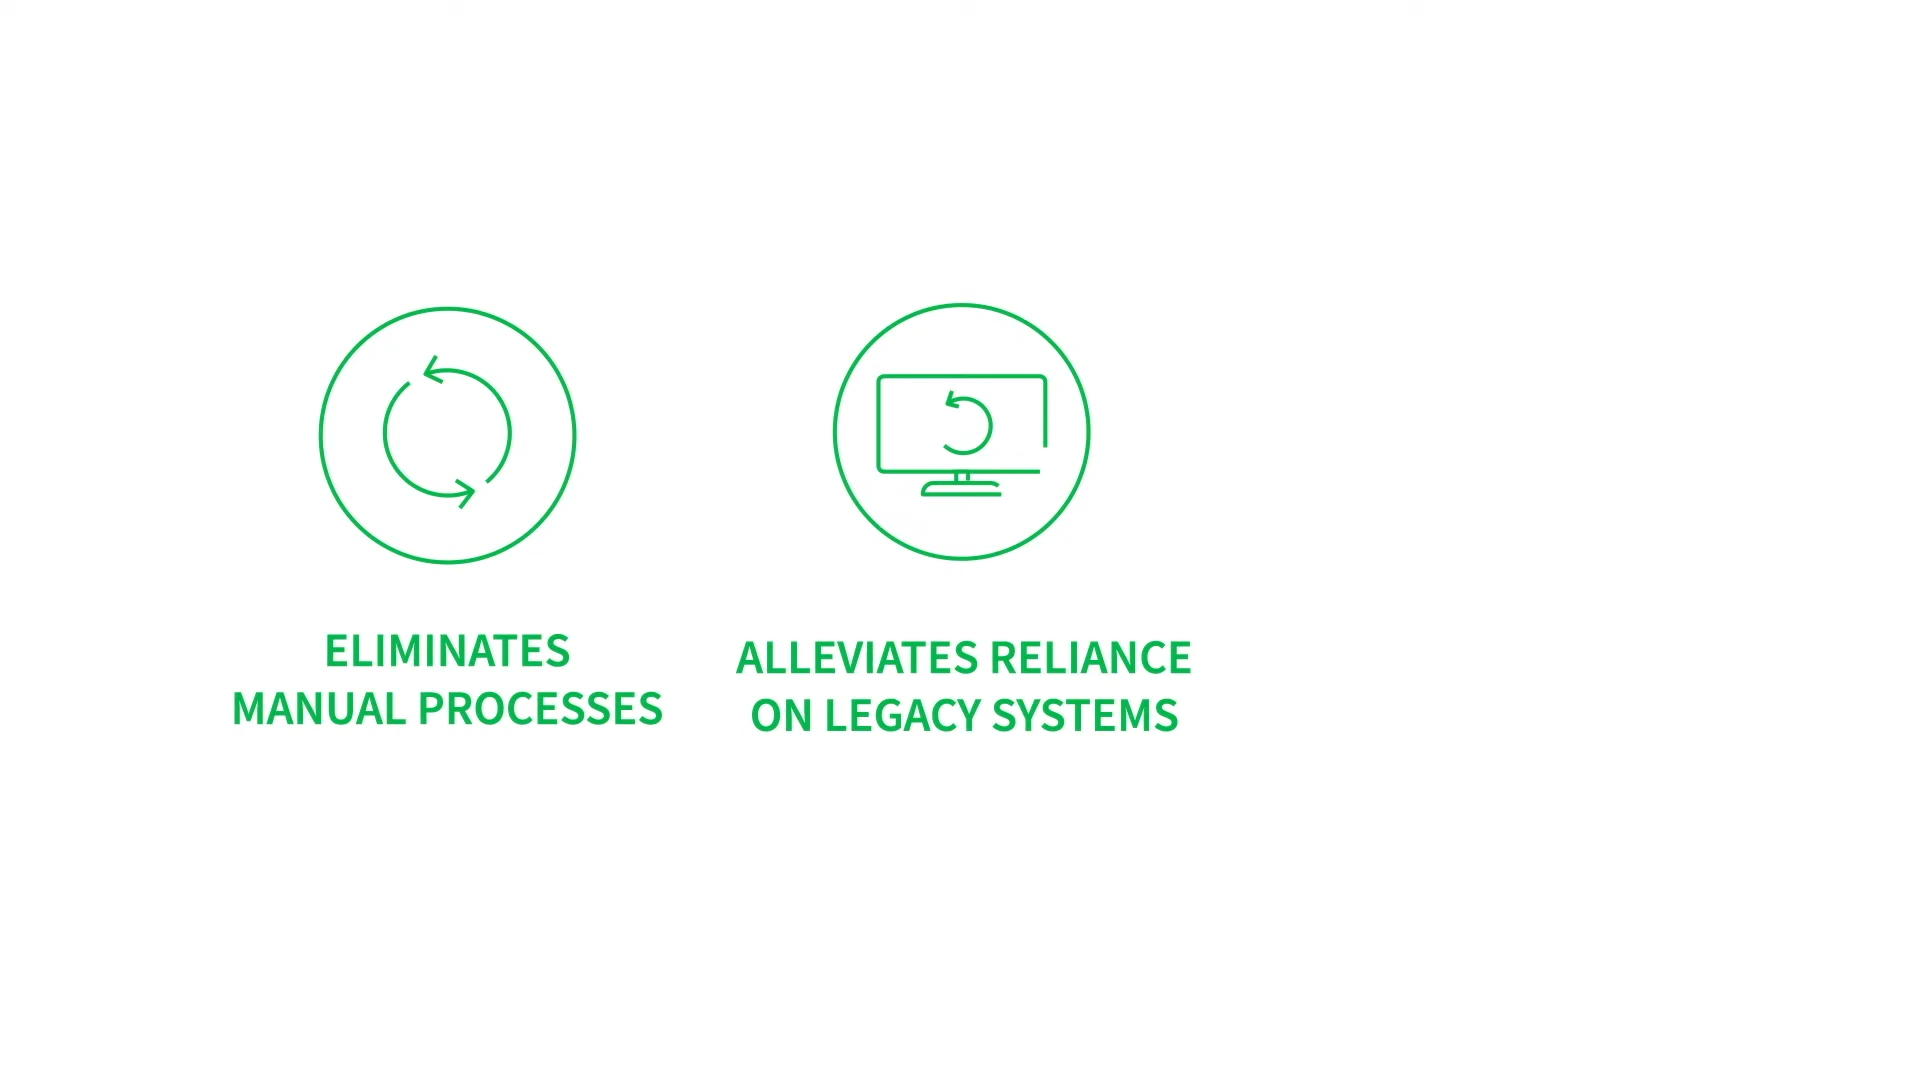 ELIMINATES
MANUAL PROCESSES
ALLEVIATES RELIANCE
ON LEGACY SYSTEMS